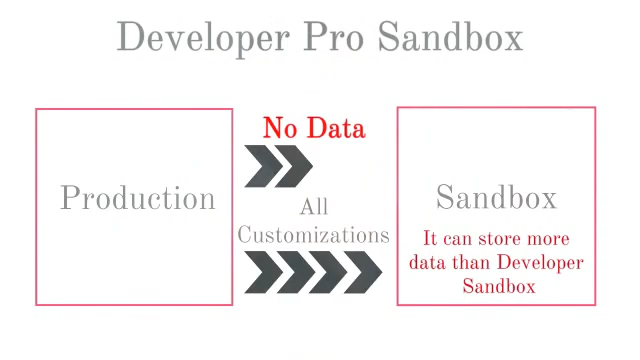 Developer Pro Sandbox
No Data
Production
All
Customizations
Sandbox
It can store more
data than Developer
Sandbox